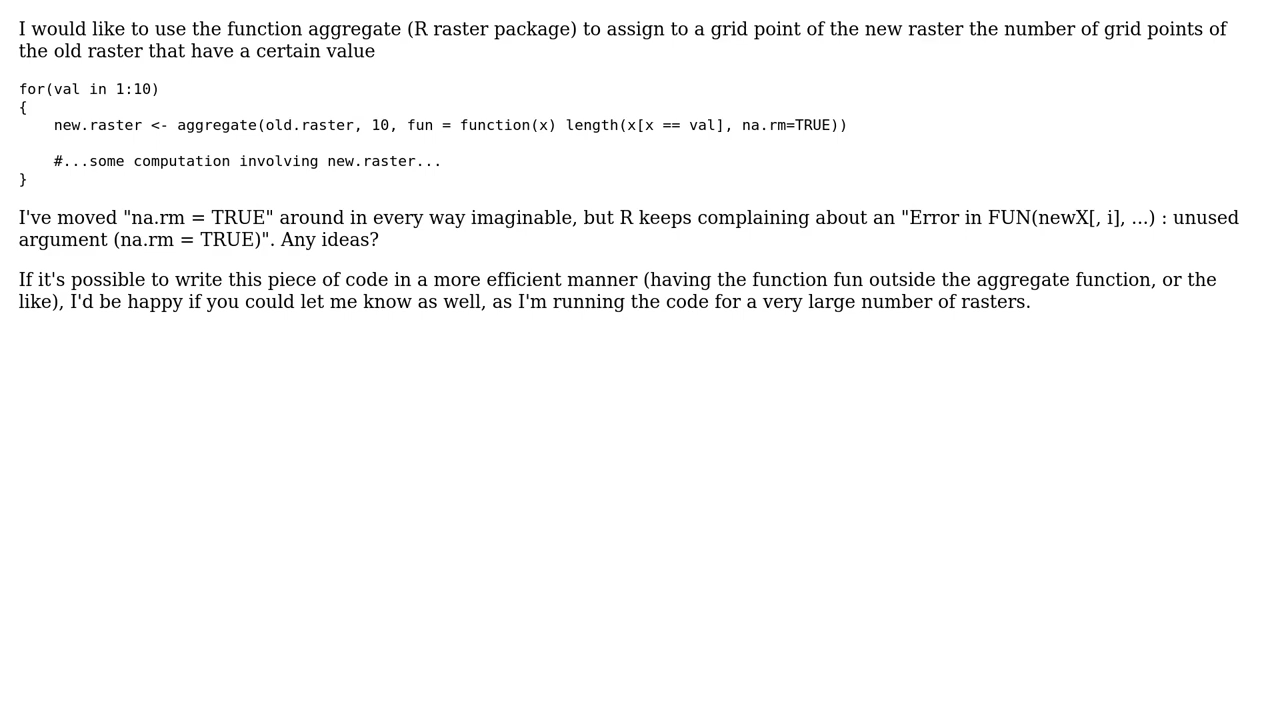 I would like to use the function aggregate (R raster package) to assign to a grid point of the new raster the number of grid points of
the old raster that have a certain value
for(val in 1:10)
{
    new.raster <- aggregate(old.raster, 10, fun = function(x) length(x[x == val], na.rm=TRUE))
    #...some computation involving new.raster...
}
I've moved "na.rm = TRUE" around in every way imaginable, but R keeps complaining about an "Error in FUN(newX[, i], ...) : unused
argument (na.rm = TRUE)". Any ideas?
If it's possible to write this piece of code in a more efficient manner (having the function fun outside the aggregate function, or the
like), I'd be happy if you could let me know as well, as I'm running the code for a very large number of rasters.